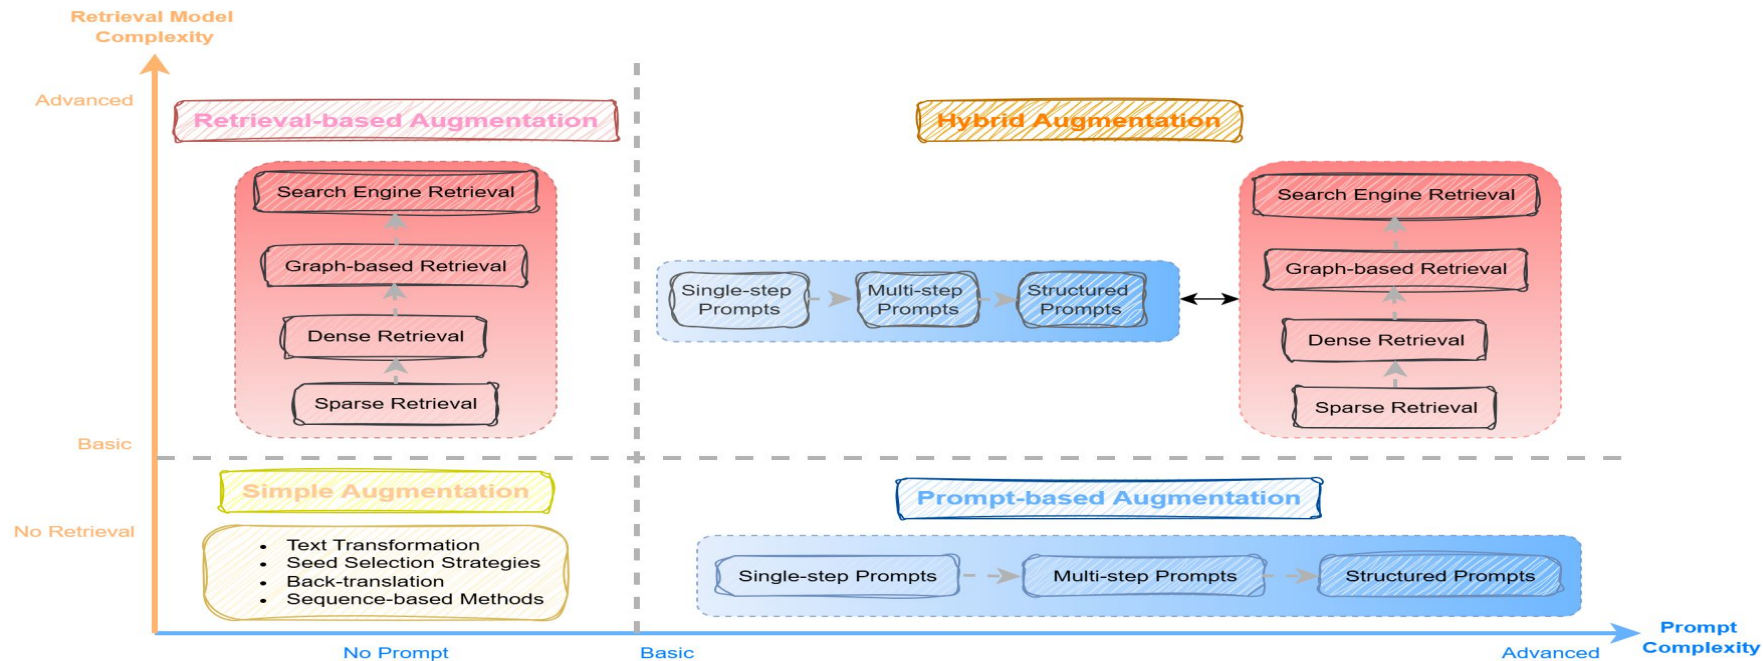 Retrieval Model
Complexity
Advanced
Retrieval-based Augmentation
Search Engine Retrieval
Graph-based Retrieval
Dense Retrieval
Sparse Retrieval
Hybrid Augmentation
Single-step
Prompts
Multi-step
Prompts
Structured
Prompts
Search Engine Retrieval
Graph-based Retrieval
Dense Retrieval
Sparse Retrieval
Basic
No Retrieval
Simple Augmentation
• Text Transformation
• Seed Selection Strategies
• Back-translation
• Sequence-based Methods
Prompt-based Augmentation
Single-step Prompts
Multi-step Prompts
Structured Prompts
No Prompt
Basic
Advanced
Prompt
Complexity